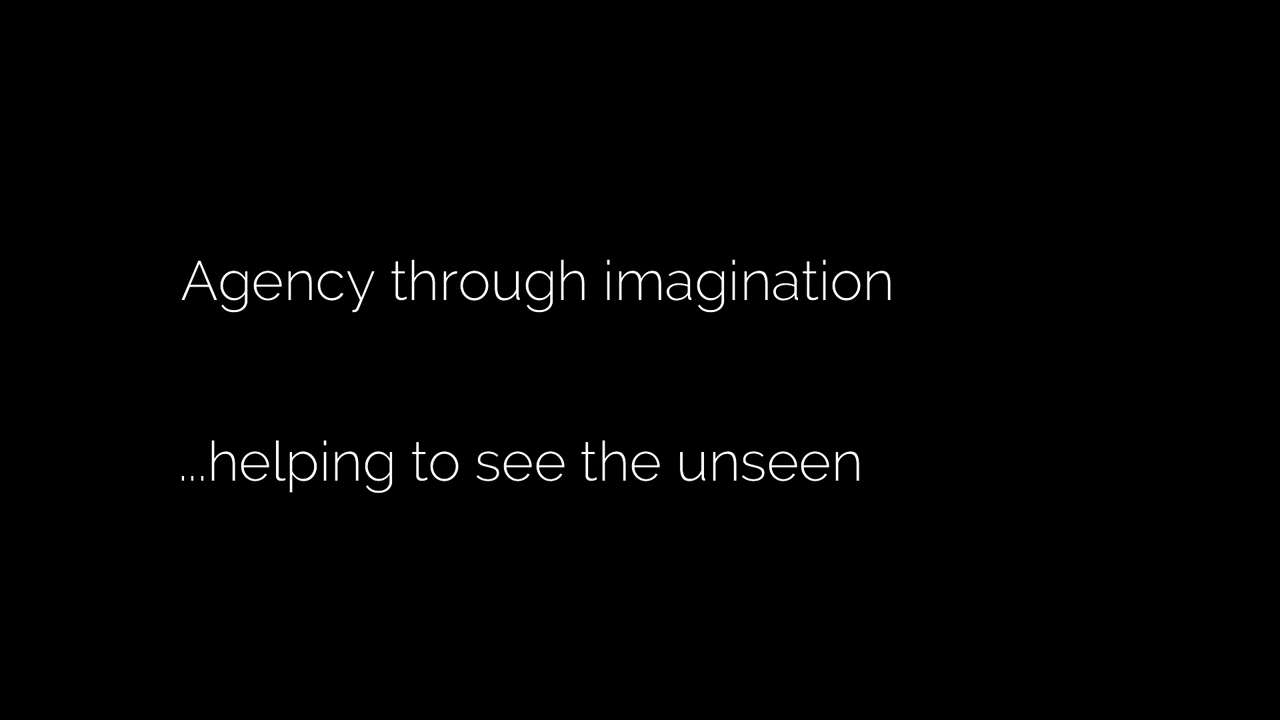 Agency through imagination
...helping to see the unseen